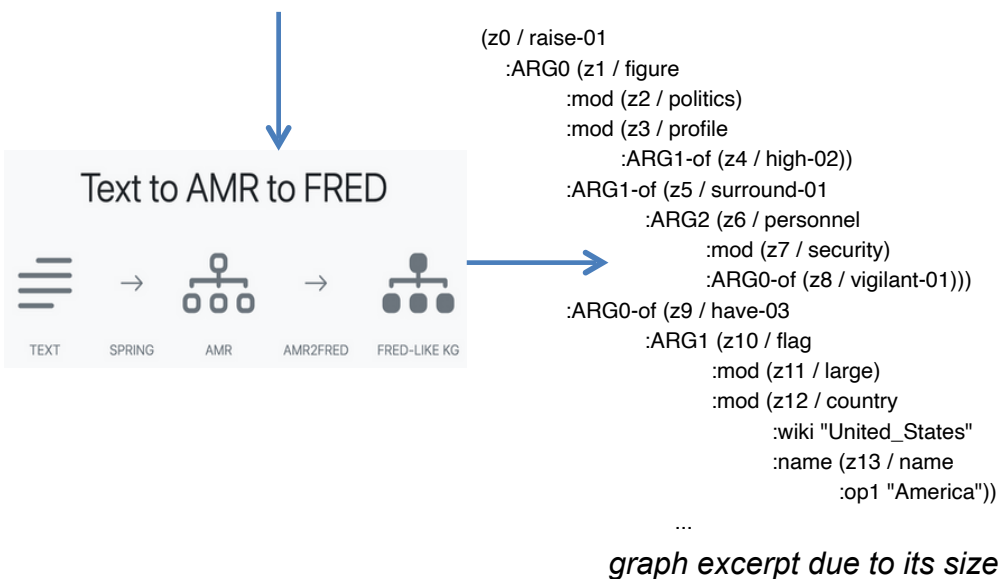 Text to AMR to FRED
TEXT
SPRING
AMR
AMR2FRED
FRED-LIKE KG
(z0 / raise-01
:ARG0 (z1 / figure
:mod (z2 / politics)
:mod (z3 / profile
:ARG1-of (z4 / high-02))
:ARG1-of (z5 / surround-01
:ARG2 (z6 / personnel
:mod (z7 / security)
:ARG0-of (z8 / vigilant-01)))
:ARG0-of (z9 / have-03
:ARG1 (z10 / flag
:mod (z11 / large)
:mod (z12 / country
:wiki "United_States"
:name (z13 / name
:op1 "America"))
...
graph excerpt due to its size